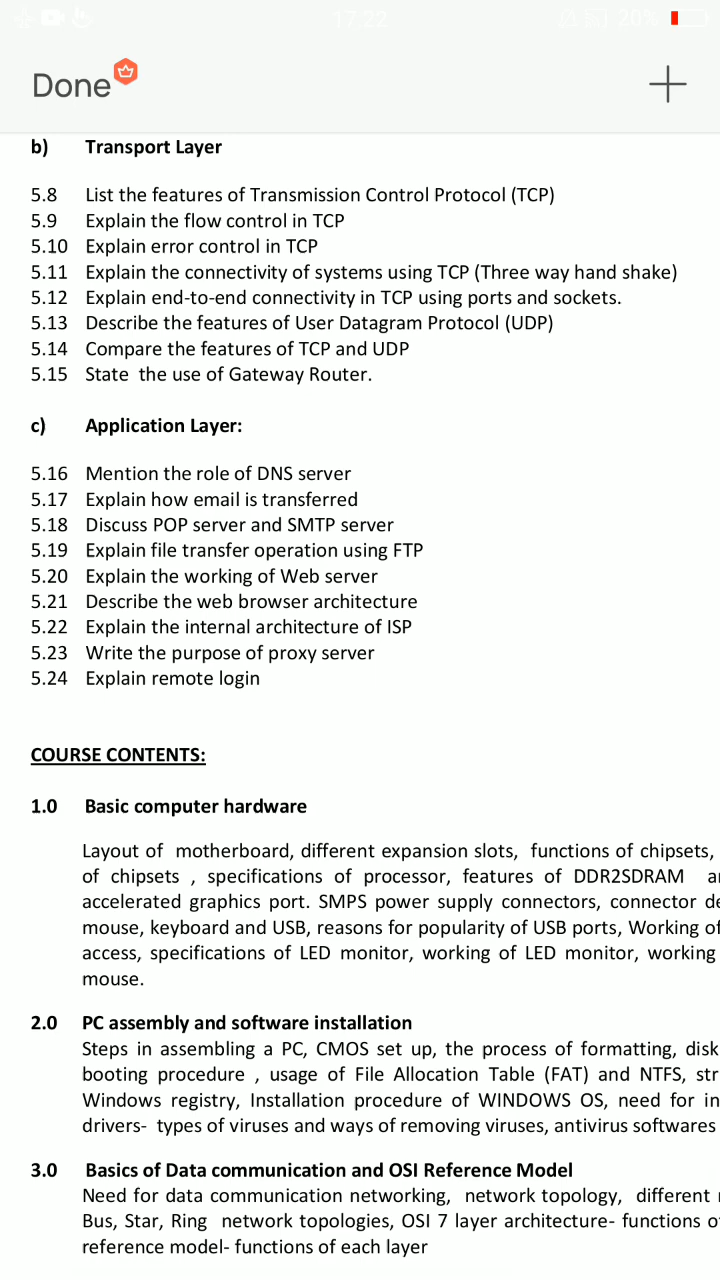 17:22
20%
Done
b) Transport Layer
5.8 List the features of Transmission Control Protocol (TCP)
5.9 Explain the flow control in TCP
5.10 Explain error control in TCP
5.11 Explain the connectivity of systems using TCP (Three way hand shake)
5.12 Explain end-to-end connectivity in TCP using ports and sockets.
5.13 Describe the features of User Datagram Protocol (UDP)
5.14 Compare the features of TCP and UDP
5.15 State the use of Gateway Router.
c) Application Layer:
5.16 Mention the role of DNS server
5.17 Explain how email is transferred
5.18 Discuss POP server and SMTP server
5.19 Explain file transfer operation using FTP
5.20 Explain the working of Web server
5.21 Describe the web browser architecture
5.22 Explain the internal architecture of ISP
5.23 Write the purpose of proxy server
5.24 Explain remote login
COURSE CONTENTS:
1.0 Basic computer hardware
Layout of motherboard, different expansion slots, functions of chipsets,
of chipsets , specifications of processor, features of DDR2SDRAM
accelerated graphics port. SMPS power supply connectors, connector
mouse, keyboard and USB, reasons for popularity of USB ports, Working of
access, specifications of LED monitor, working of LED monitor, working
mouse.
2.0 PC assembly and software installation
Steps in assembling a PC, CMOS set up, the process of formatting, disk
booting procedure , usage of File Allocation Table (FAT) and NTFS,
Windows registry, Installation procedure of WINDOWS OS, need for
drivers- types of viruses and ways of removing viruses, antivirus softwares
3.0 Basics of Data communication and OSI Reference Model
Need for data communication networking, network topology, different
Bus, Star, Ring network topologies, OSI 7 layer architecture- functions
reference model- functions of each layer